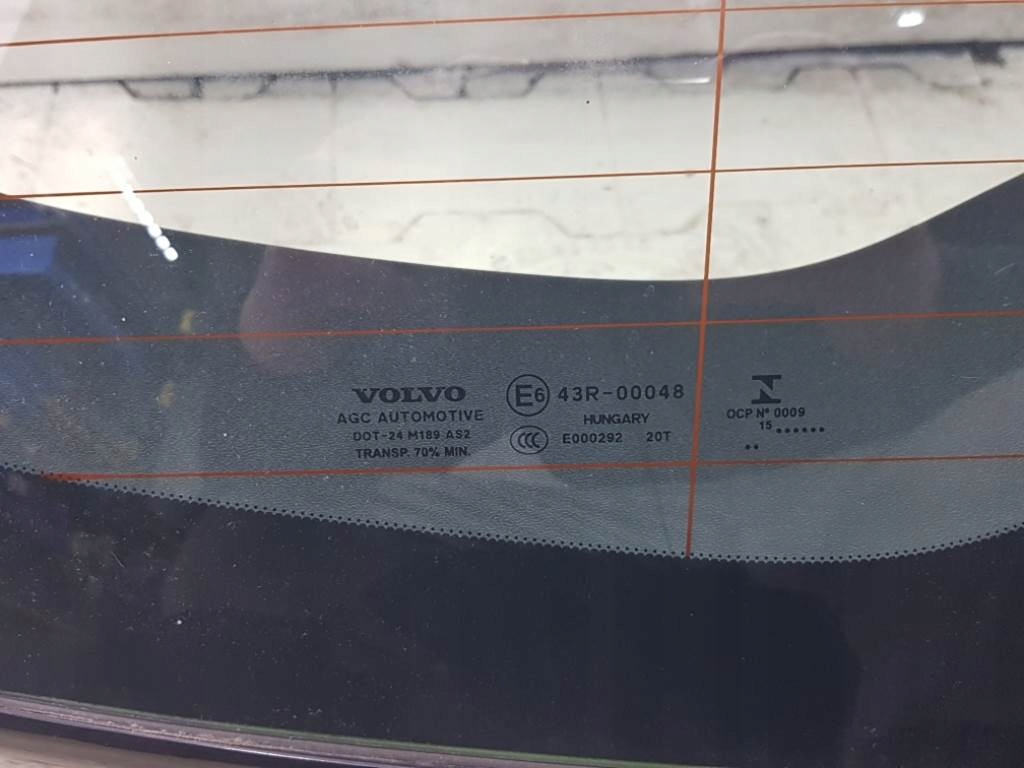 VOLVO
AGC AUTOMOTIVE
DOT-24 M189 AS2
TRANSP. 70% MIN.
E6 43R-00048
HUNGARY
CCC E000292 20T
OCP Nº 0009
15 ......
..